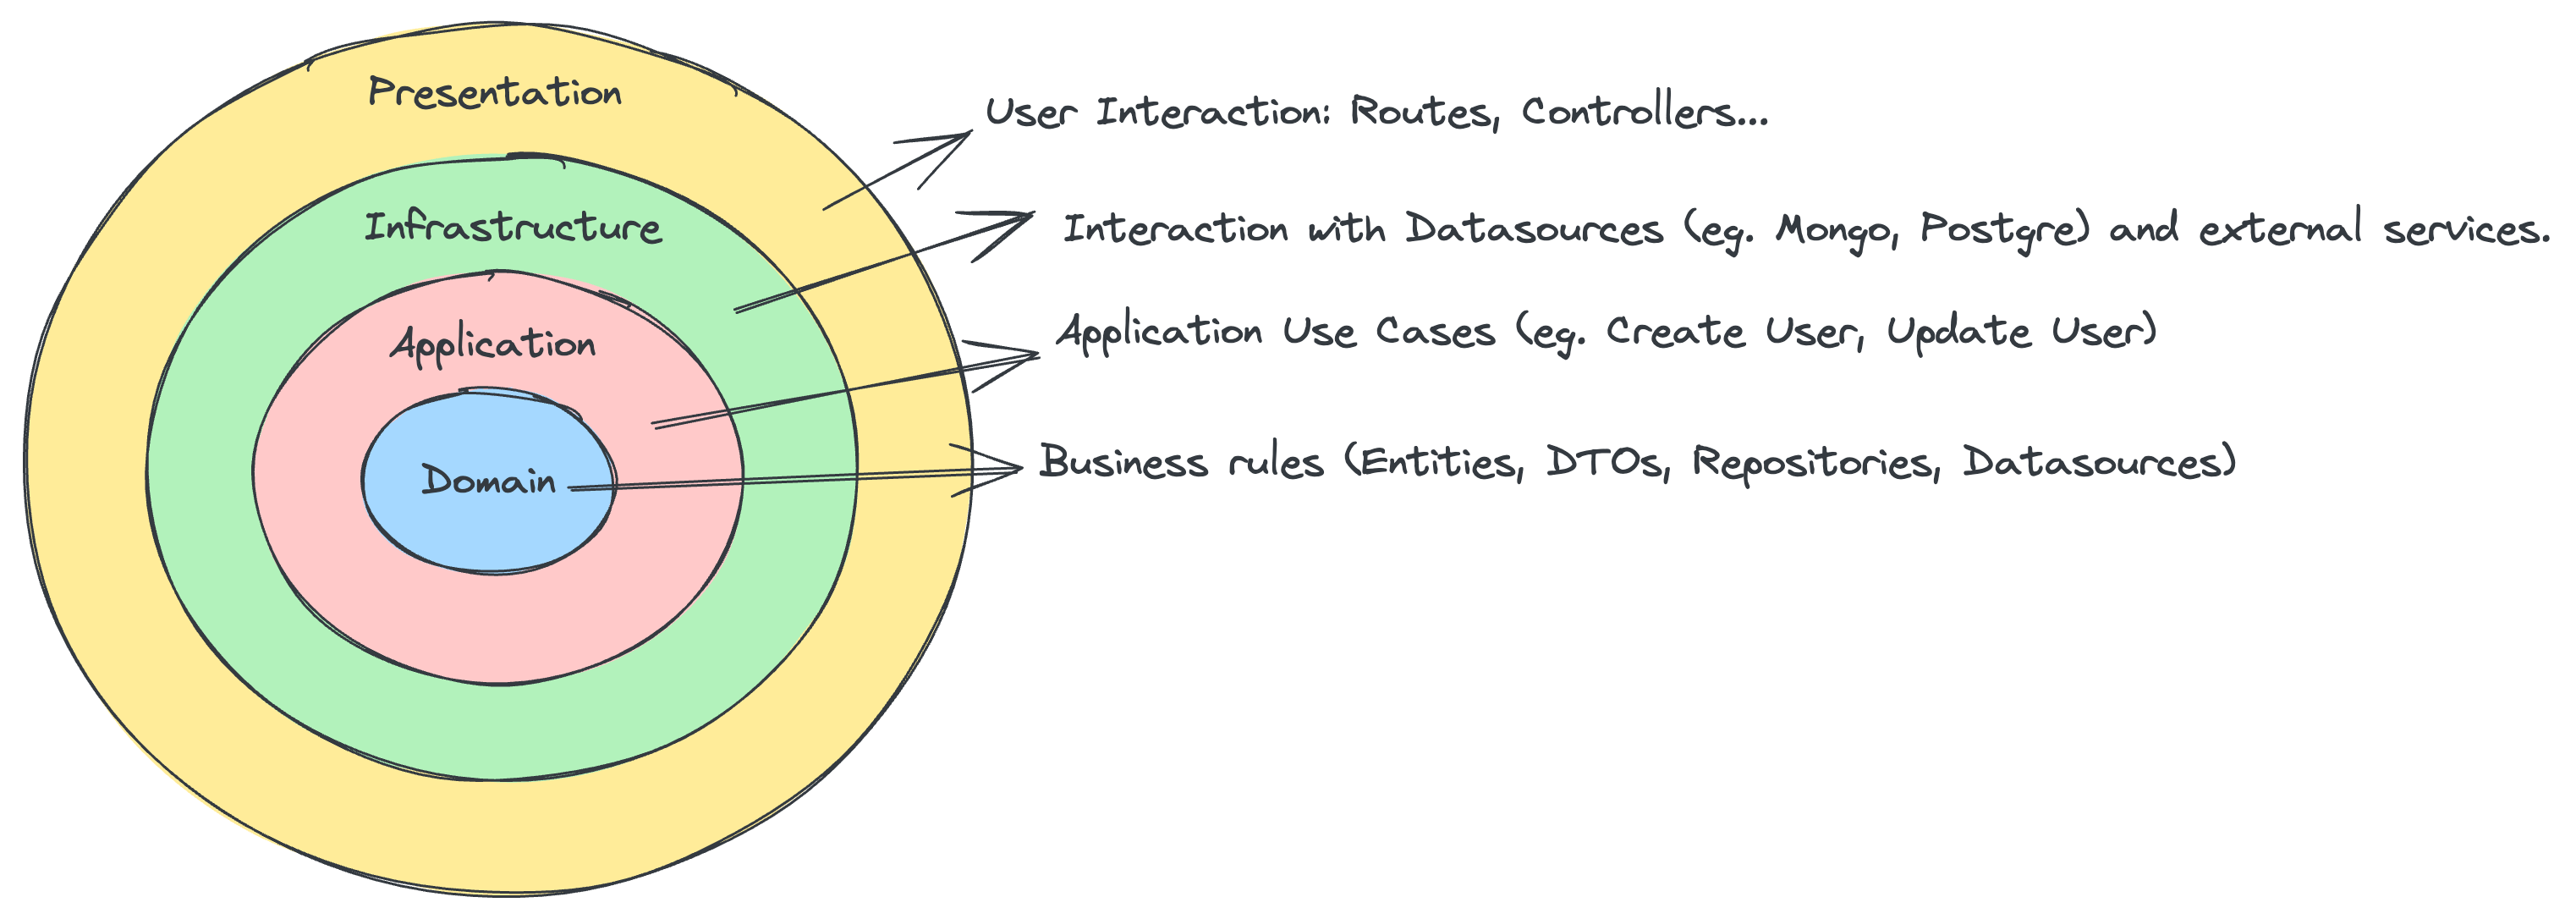 Presentation
User Interaction: Routes, Controllers...
Infrastructure
Interaction with Datasources (eg. Mongo, Postgre) and external services.
Application
Application Use Cases (eg. Create User, Update User)
Domain
Business rules (Entities, DTOs, Repositories, Datasources)